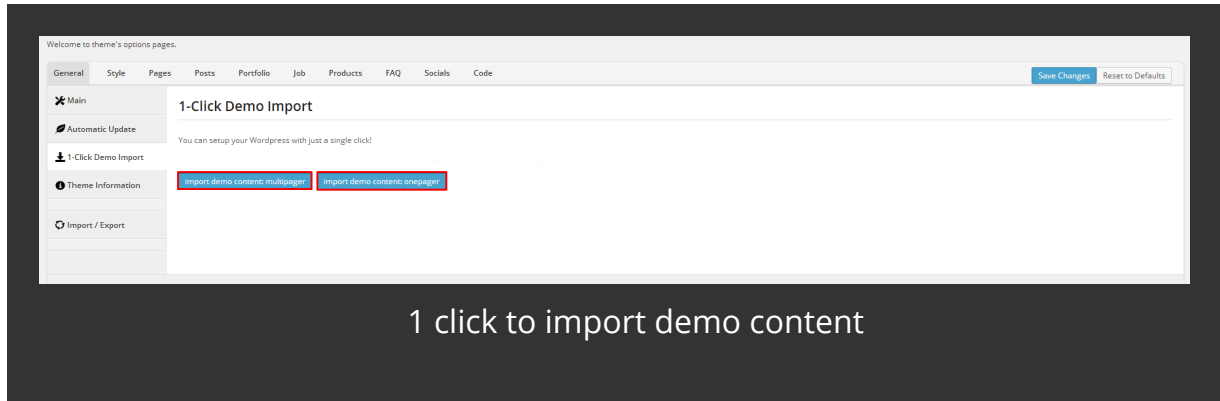 Welcome to theme's options pages.
General Style Pages Posts Portfolio Job Products FAQ Socials Code Save Changes Reset to Defaults
Main
1-Click Demo Import
Automatic Update
You can setup your Wordpress with just a single click!
1-Click Demo Import
Theme Information
import demo content: multipager import demo content: onepager
Import / Export
1 click to import demo content